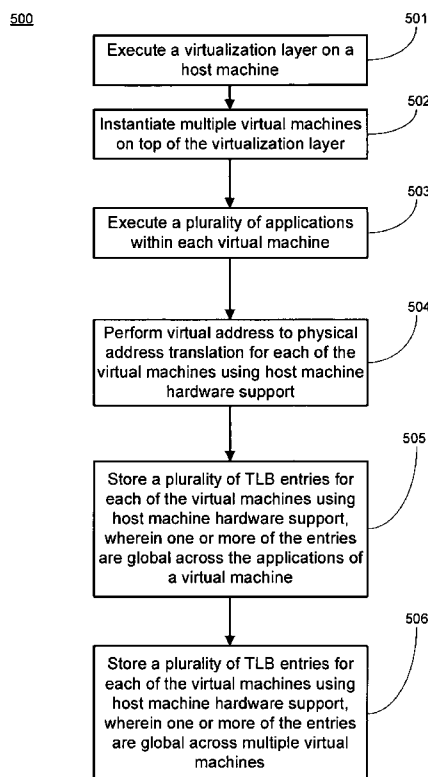 500
501
Execute a virtualization layer on a
host machine
502
Instantiate multiple virtual machines
on top of the virtualization layer
503
Execute a plurality of applications
within each virtual machine
504
Perform virtual address to physical
address translation for each of the
virtual machines using host machine
hardware support
505
Store a plurality of TLB entries for
each of the virtual machines using
host machine hardware support,
wherein one or more of the entries
are global across the applications of
a virtual machine
506
Store a plurality of TLB entries for
each of the virtual machines using
host machine hardware support,
wherein one or more of the entries
are global across multiple virtual
machines